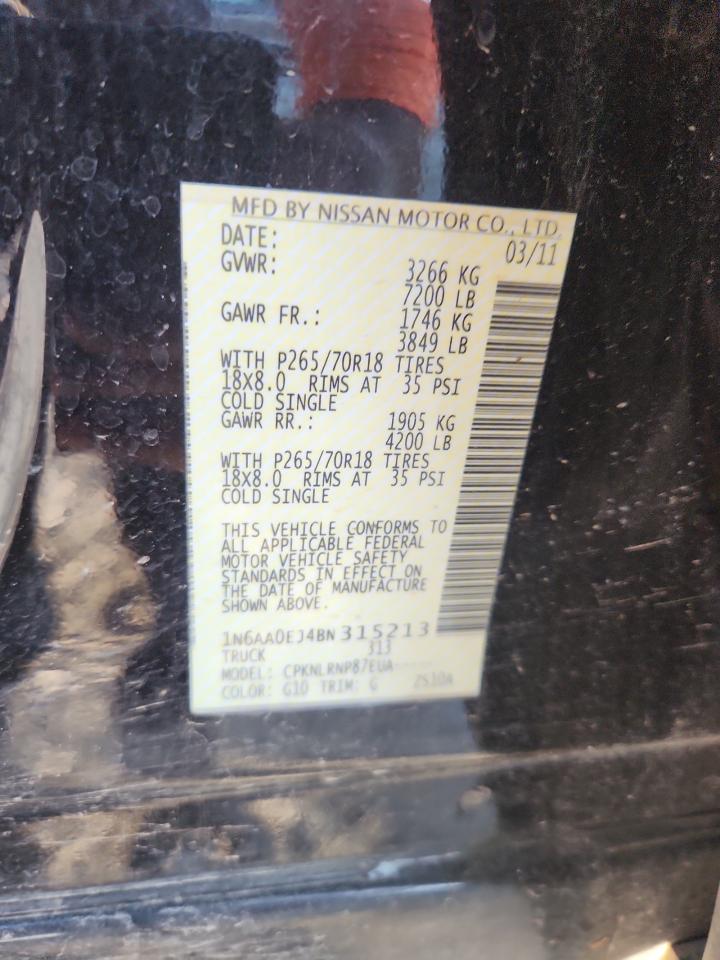 MFD BY NISSAN MOTOR CO., LTD.
DATE: 03/11
GVWR: 3266 KG
7200 LB
GAWR FR.: 1746 KG
3849 LB
WITH P265/70R18 TIRES
18X8.0 RIMS AT 35 PSI
COLD SINGLE
GAWR RR.: 1905 KG
4200 LB
WITH P265/70R18 TIRES
18X8.0 RIMS AT 35 PSI
COLD SINGLE
THIS VEHICLE CONFORMS TO
ALL APPLICABLE FEDERAL
MOTOR VEHICLE SAFETY
STANDARDS IN EFFECT ON
THE DATE OF MANUFACTURE
SHOWN ABOVE.
1N6AA0EJ4BN315213
TRUCK 313
MODEL: CPKNLRNP87EUA-----
COLOR: G10 TRIM: G ZS10A